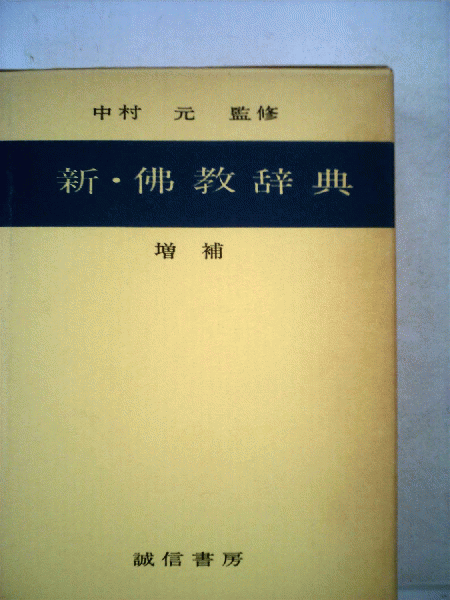 中村 元 監修
新・佛教辞典
増補
誠信書房